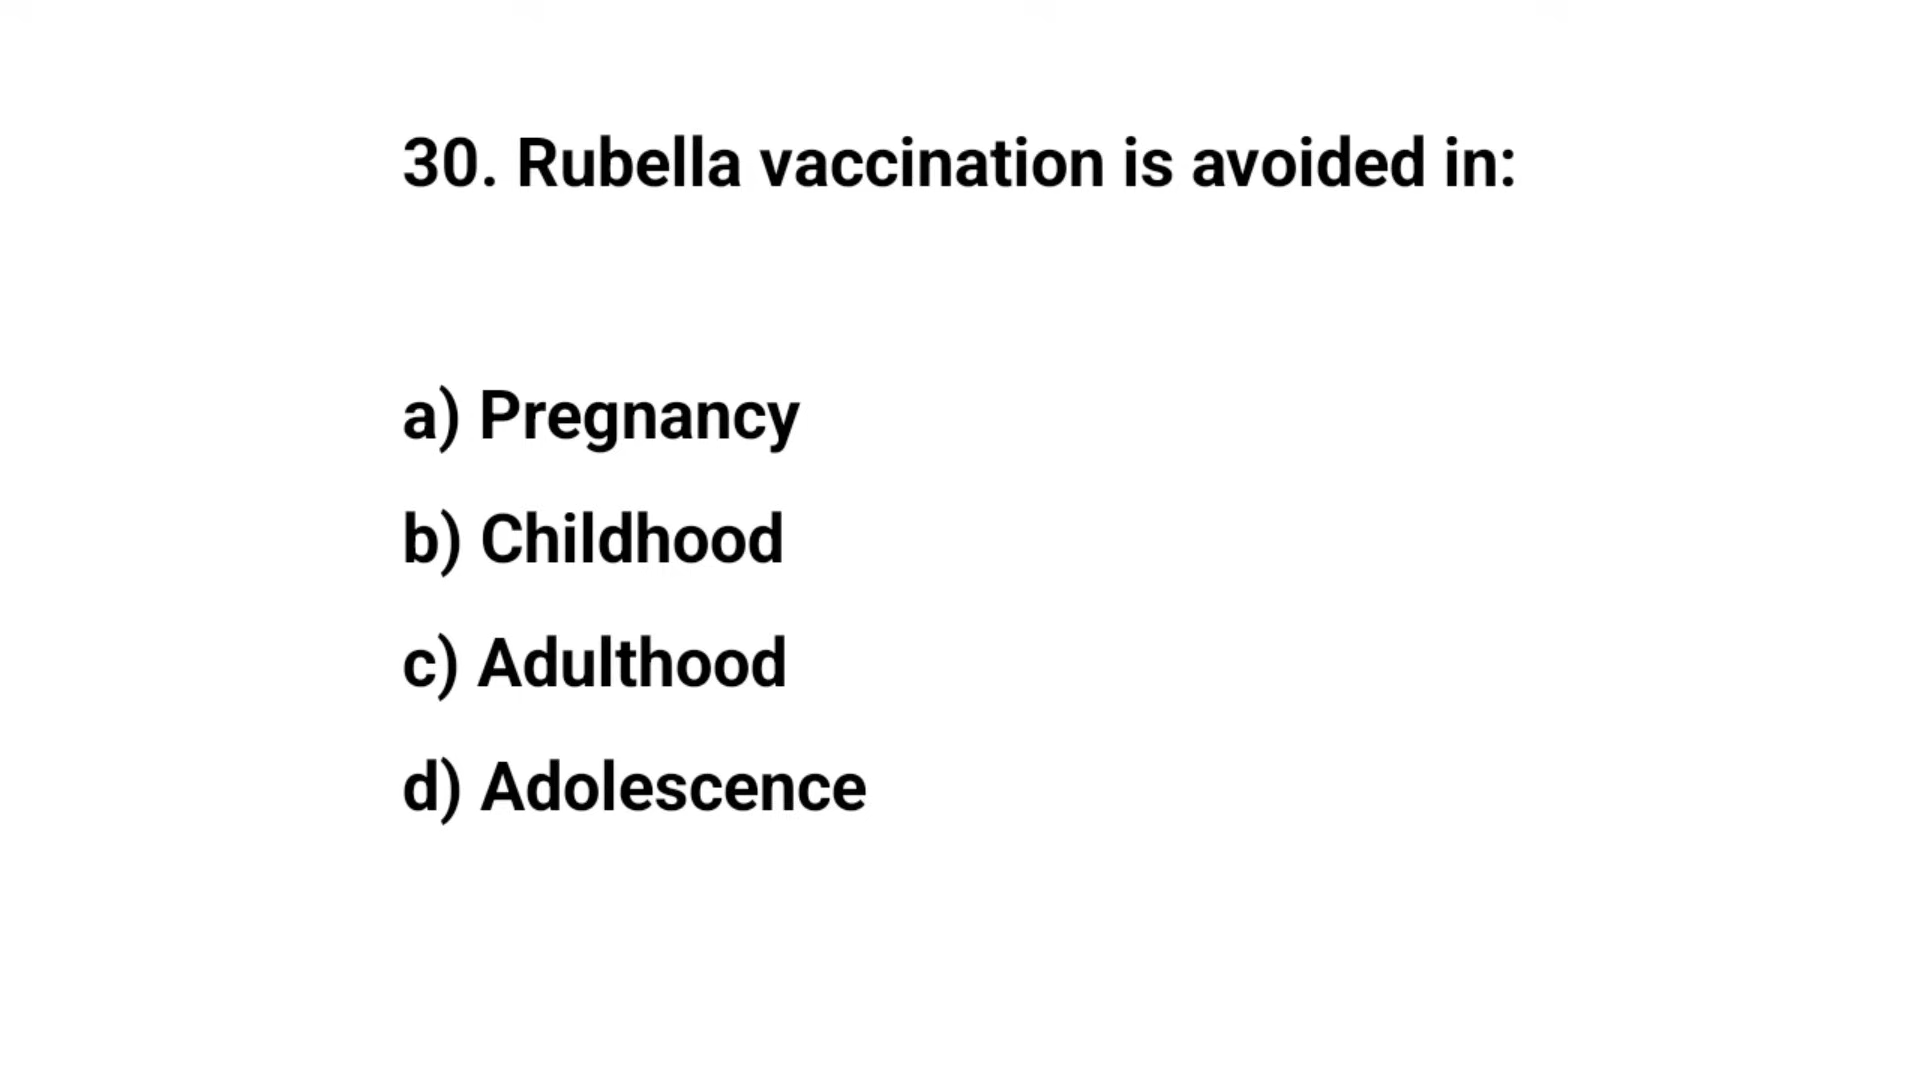 30. Rubella vaccination is avoided in:
a) Pregnancy
b) Childhood
c) Adulthood
d) Adolescence